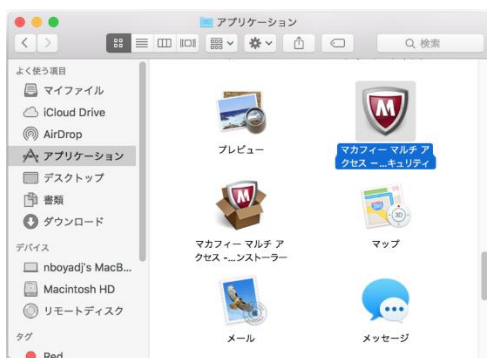 アプリケーション
検索
よく使う項目
マイファイル
iCloud Drive
AirDrop
アプリケーション
デスクトップ
書類
ダウンロード
デバイス
nboyadj's MacB...
Macintosh HD
リモートディスク
タグ
Red
プレビュー
マカフィー マルチ ア
クセス -...キュリティ
マカフィー マルチ ア
クセス -...ンストーラー
マップ
3D
メール
メッセージ